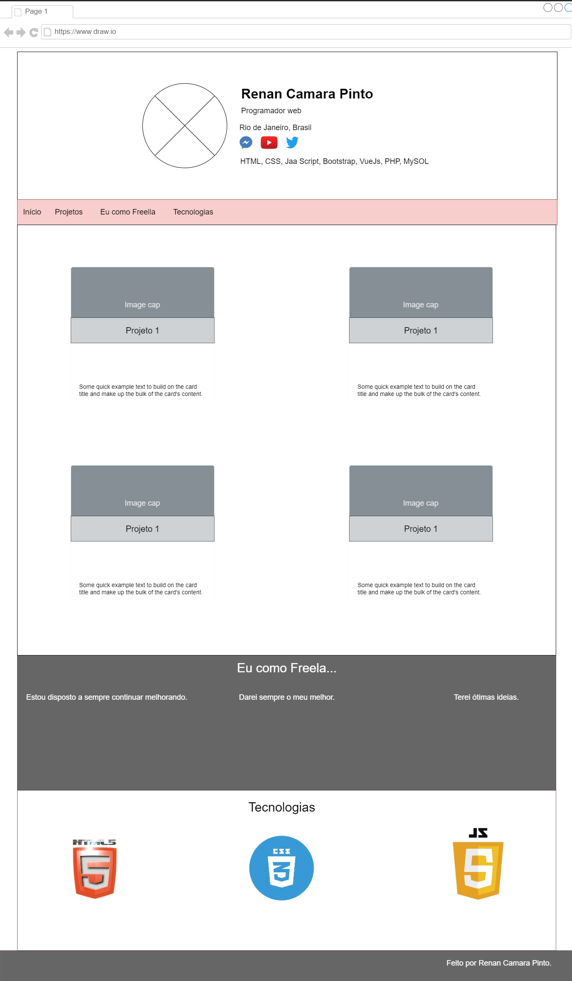 Page 1
https://www.draw.io
Renan Camara Pinto
Programador web
Rio de Janeiro, Brasil
HTML, CSS, Jaa Script, Bootstrap, VueJs, PHP, MySOL
Início Projetos Eu como Freella Tecnologias
Image cap Image cap
Projeto 1 Projeto 1
Some quick example text to build on the card
title and make up the bulk of the card's content.
Some quick example text to build on the card
title and make up the bulk of the card's content.
Image cap Image cap
Projeto 1 Projeto 1
Some quick example text to build on the card
title and make up the bulk of the card's content.
Some quick example text to build on the card
title and make up the bulk of the card's content.
Eu como Freela...
Estou disposto a sempre continuar melhorando. Darei sempre o meu melhor. Terei ótimas ideias.
Tecnologias
HTML5
5
CSS
3
JS
S
Feito por Renan Camara Pinto.